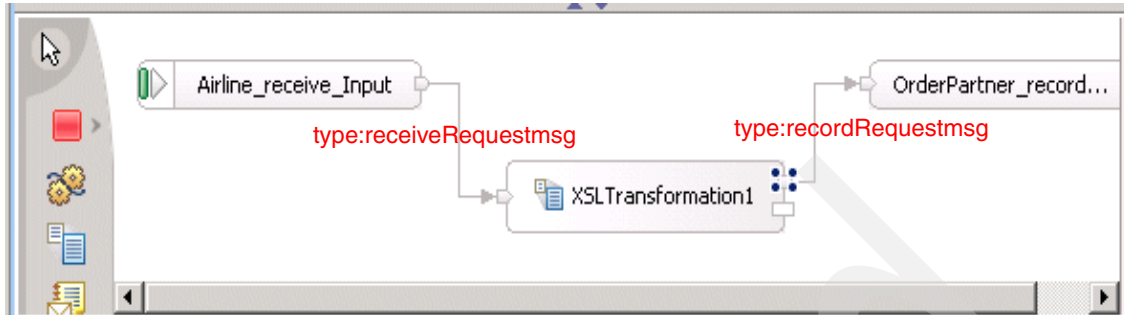 Airline_receive_Input
OrderPartner_record...
type:receiveRequestmsg
type:recordRequestmsg
XSLTransformation1